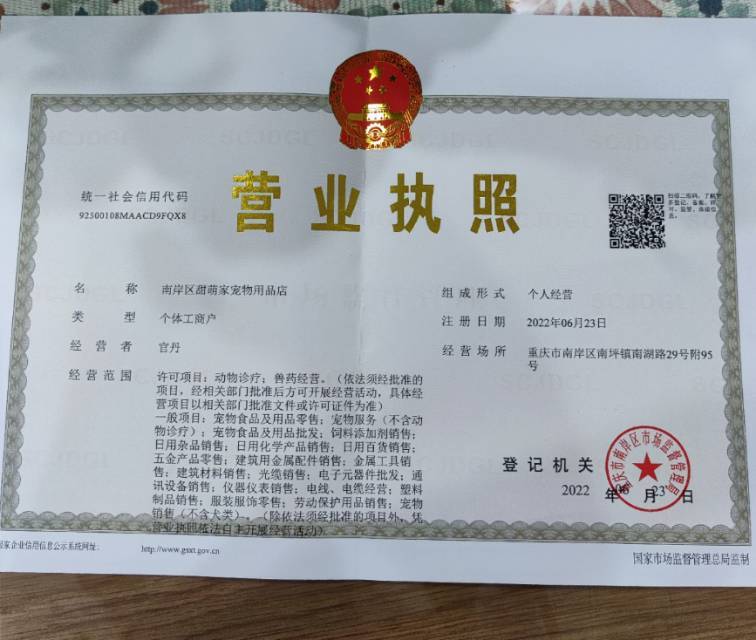 营业执照
统一社会信用代码
92500108MAACD9FQX8
名称 南岸区甜萌家宠物用品店
类型 个体工商户
经营者 官丹
经营范围 许可项目:动物诊疗;兽药经营。(依法须经批准的
项目,经相关部门批准后方可开展经营活动,具体经
营项目以相关部门批准文件或许可证件为准)
一般项目:宠物食品及用品零售;宠物服务(不含动
物诊疗);宠物食品及用品批发;饲料添加剂销售;
日用杂品销售;日用化学产品销售;日用百货销售;
五金产品零售;建筑用金属配件销售;金属工具销
售;建筑材料销售;光缆销售;电子元器件批发;通
讯设备销售;仪器仪表销售;电线、电缆经营;塑料
制品销售;服装服饰零售;劳动保护用品销售;宠物
销售(不含犬类)。(除依法须经批准的项目外,凭
营业执照依法自主开展经营活动)
组成形式 个人经营
注册日期 2022年06月23日
经营场所 重庆市南岸区南坪镇南湖路29号附95
号
登记机关
重庆市南岸区市场监督管理局
2022 年 06 月 23 日
国家企业信用信息公示系统网址: http://www.gsxt.gov.cn
国家市场监督管理总局监制